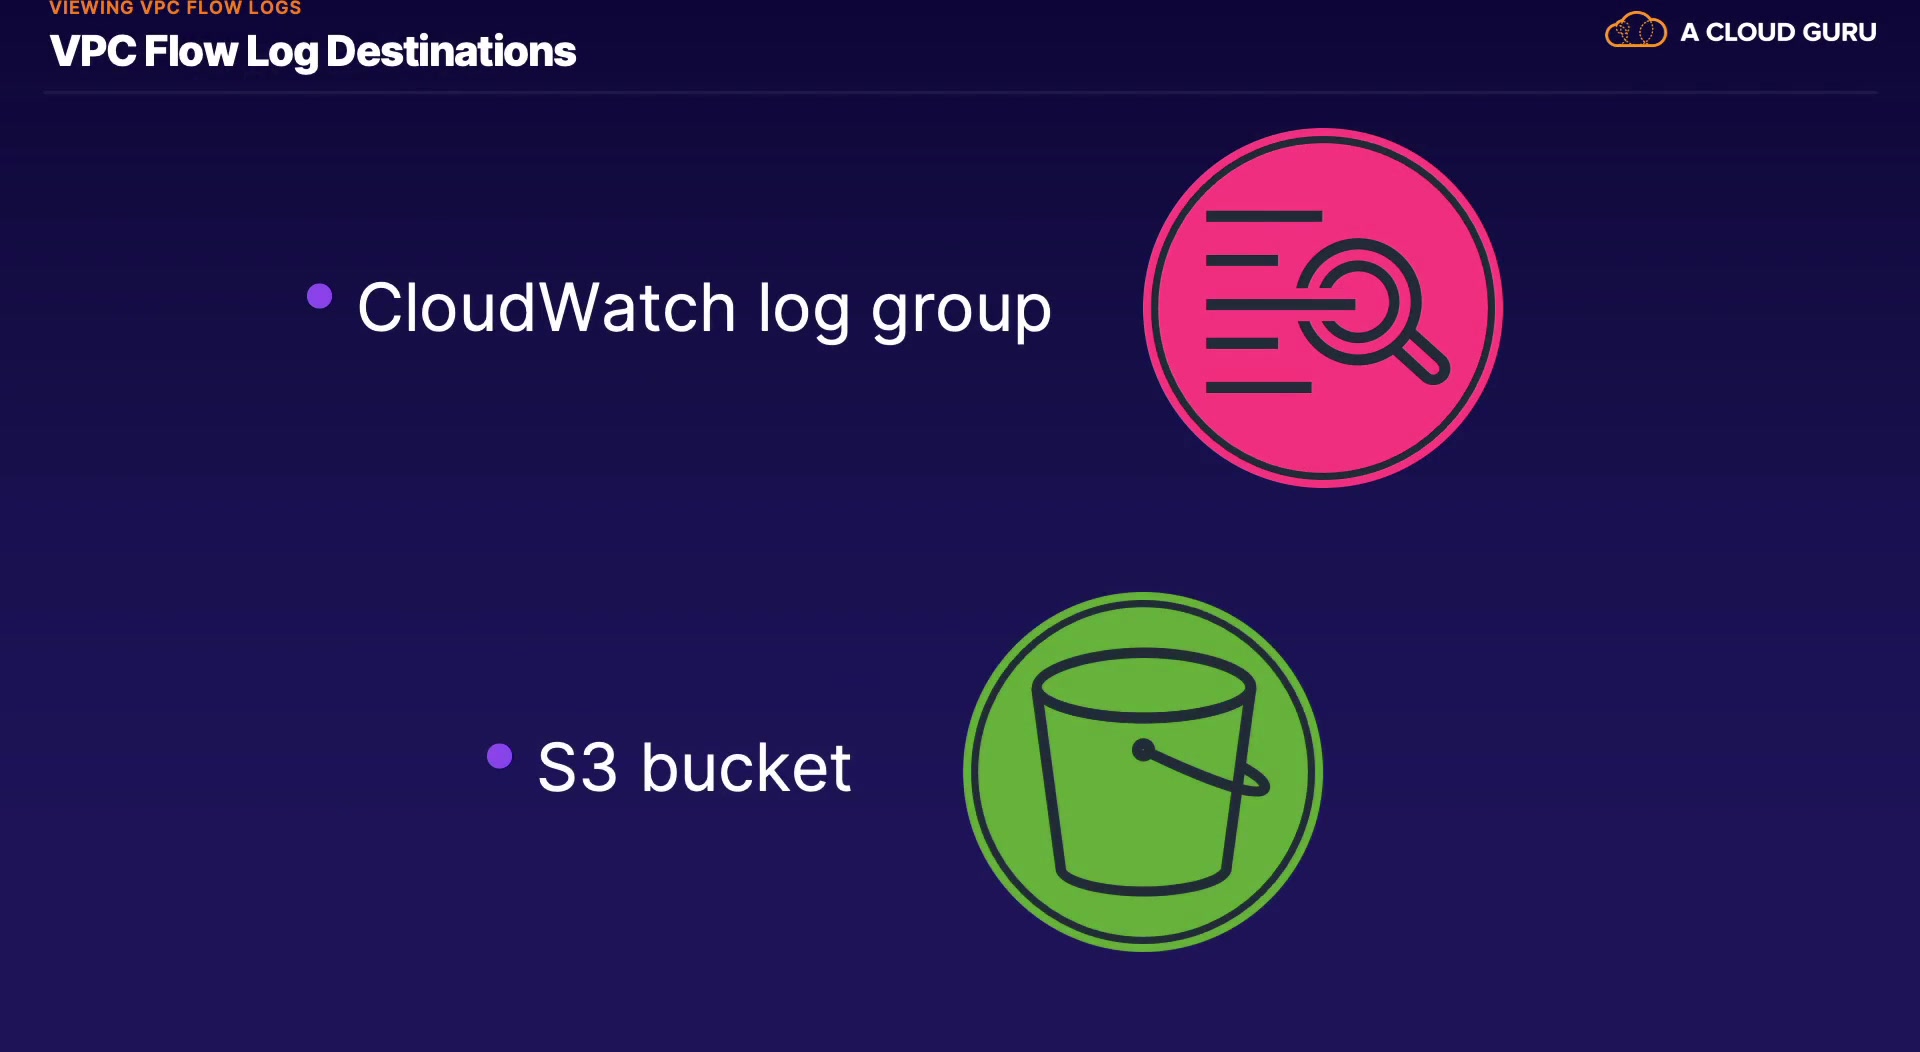 VIEWING VPC FLOW LOGS
VPC Flow Log Destinations
A CLOUD GURU
CloudWatch log group
S3 bucket